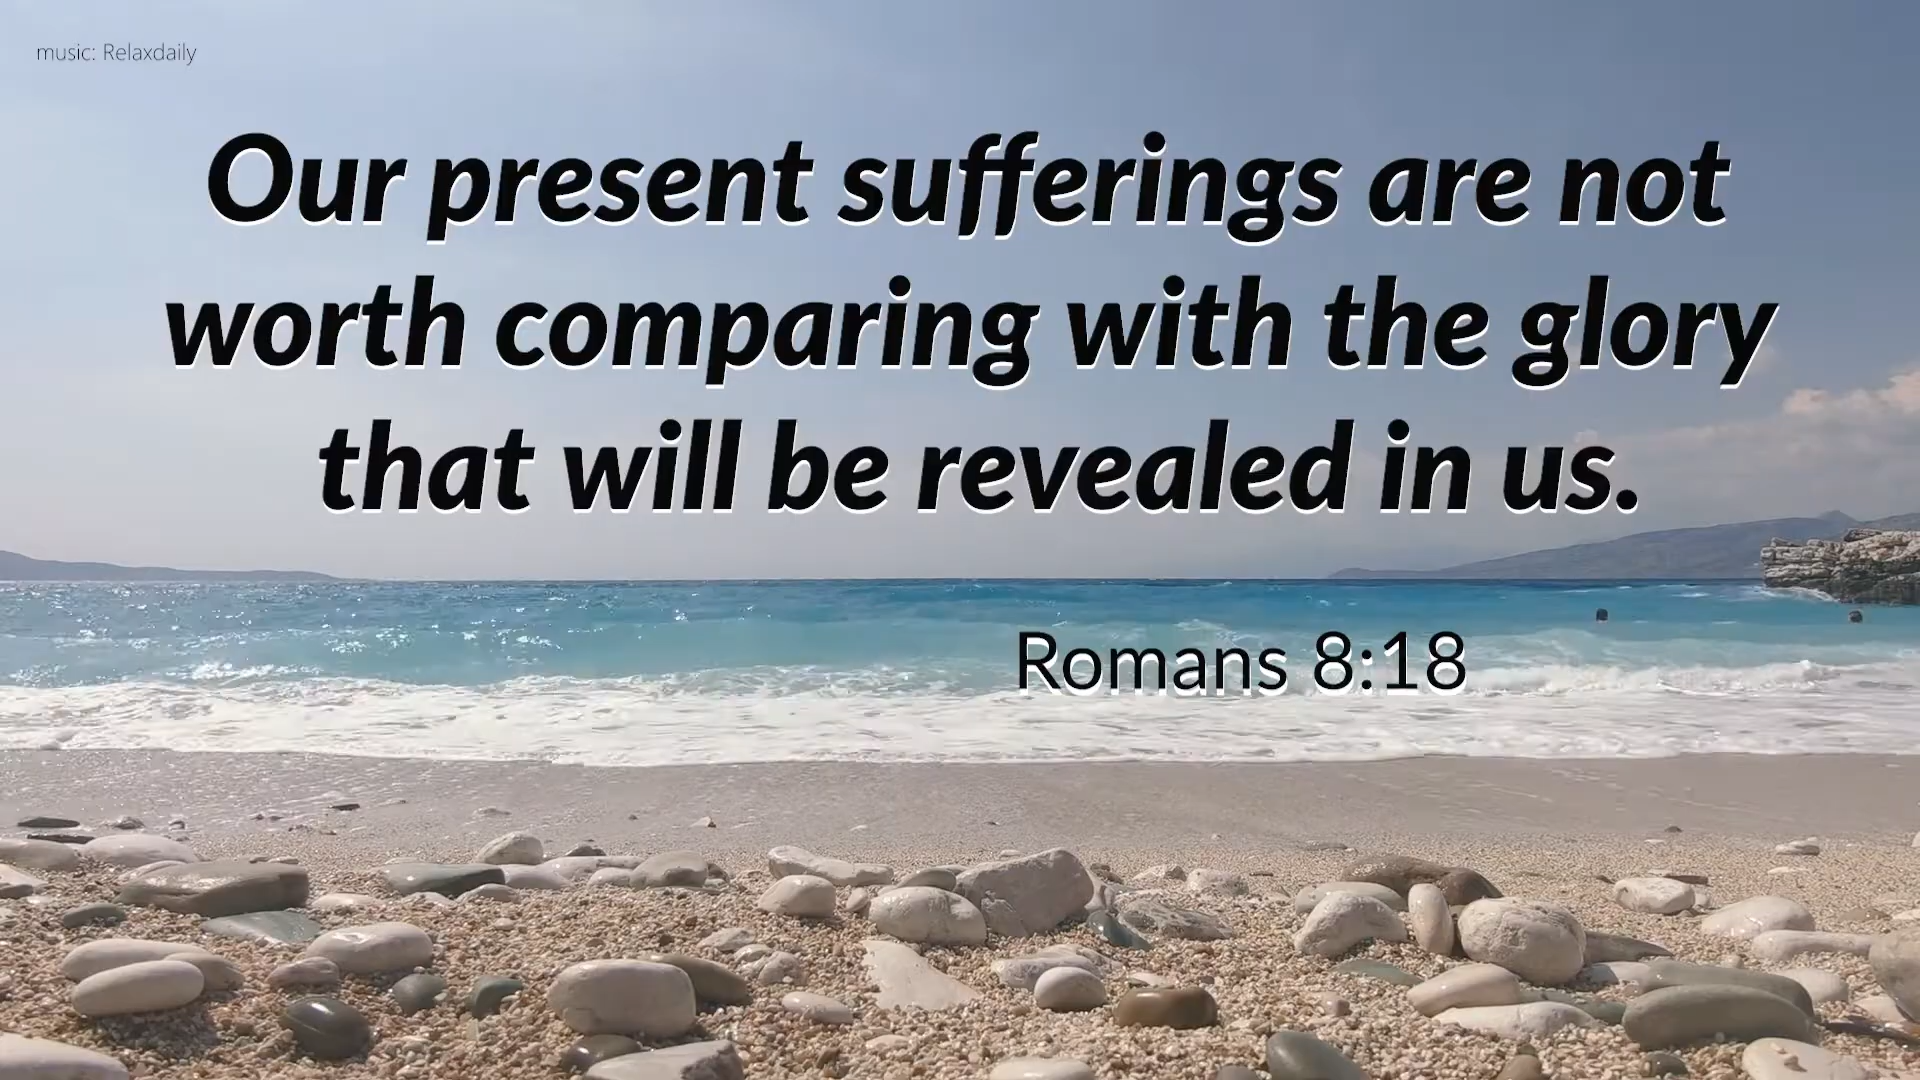 music: Relaxdaily
Our present sufferings are not
worth comparing with the glory
that will be revealed in us.
Romans 8:18